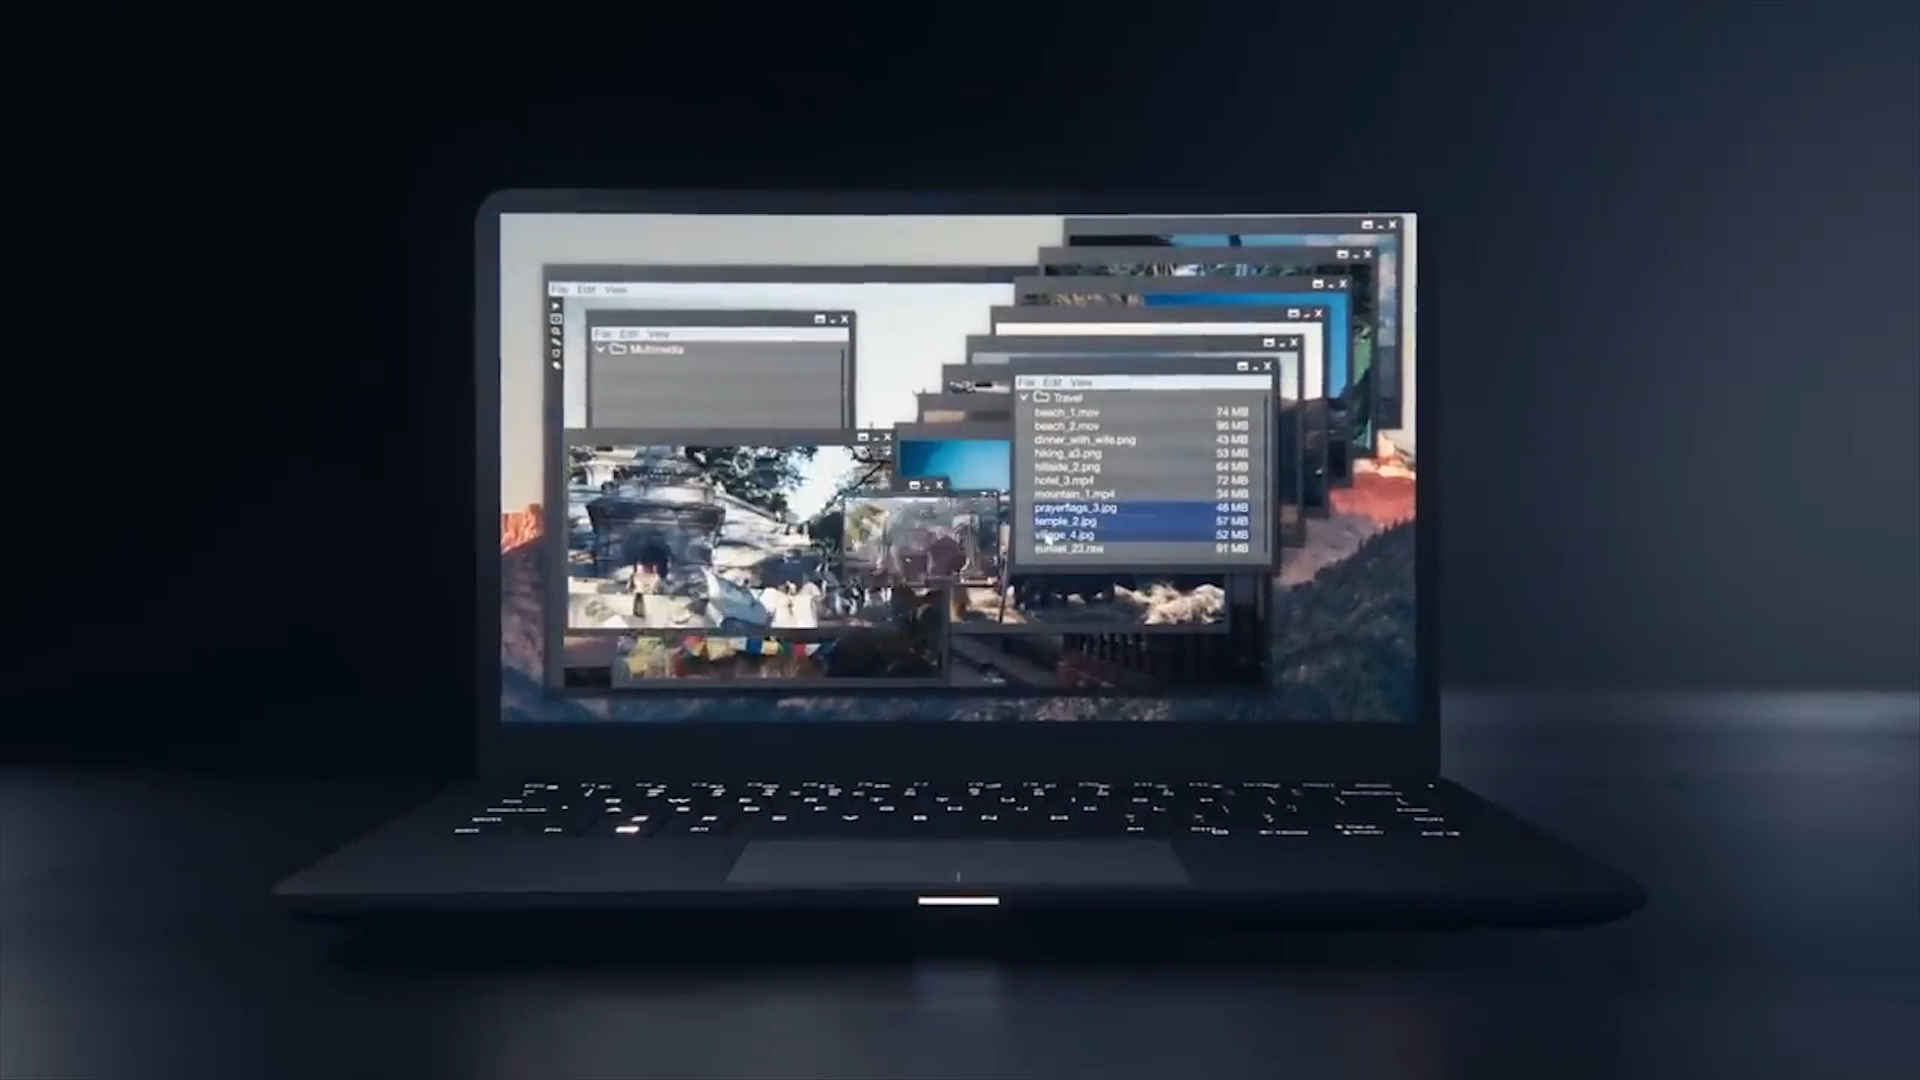 File Edit View
File Edit View
Multimedia
File Edit View
Travel
beach_1.mov 74 MB
beach_2.mov 96 MB
dinner_with_wife.png 43 MB
hiking_a3.png 53 MB
hillside_2.png 64 MB
hotel_3.mp4 72 MB
mountain_1.mp4 34 MB
prayerflags_3.jpg 48 MB
temple_2.jpg 57 MB
village_4.jpg 52 MB
sunset_23.raw 91 MB